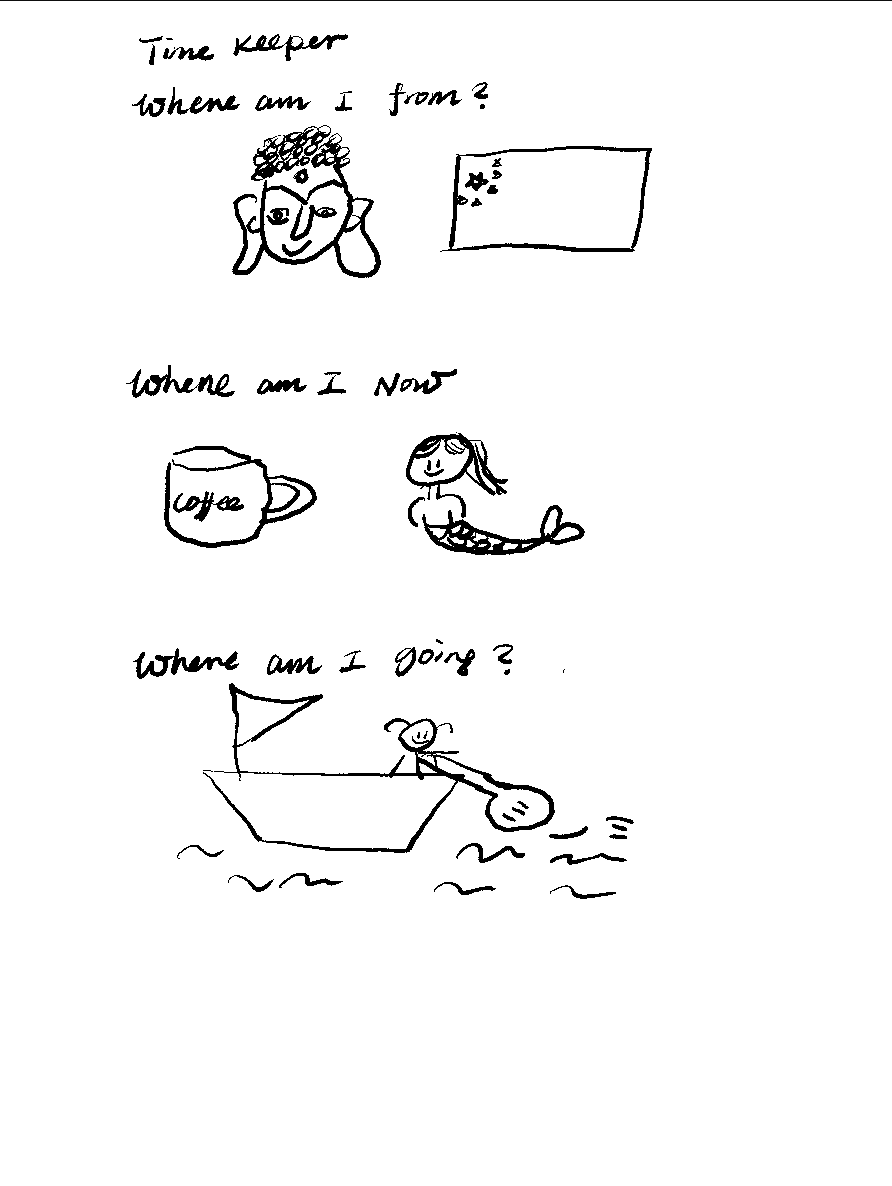 Time Keeper
Where am I from?
Where am I Now
coffee
Where am I going?